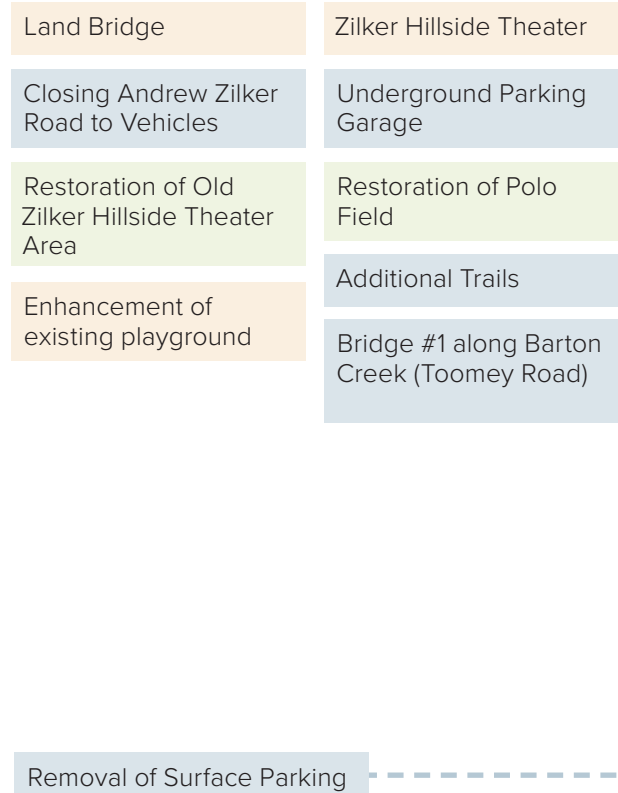 Land Bridge
Closing Andrew Zilker
Road to Vehicles
Restoration of Old
Zilker Hillside Theater
Area
Enhancement of
existing playground
Zilker Hillside Theater
Underground Parking
Garage
Restoration of Polo
Field
Additional Trails
Bridge #1 along Barton
Creek (Toomey Road)
Removal of Surface Parking